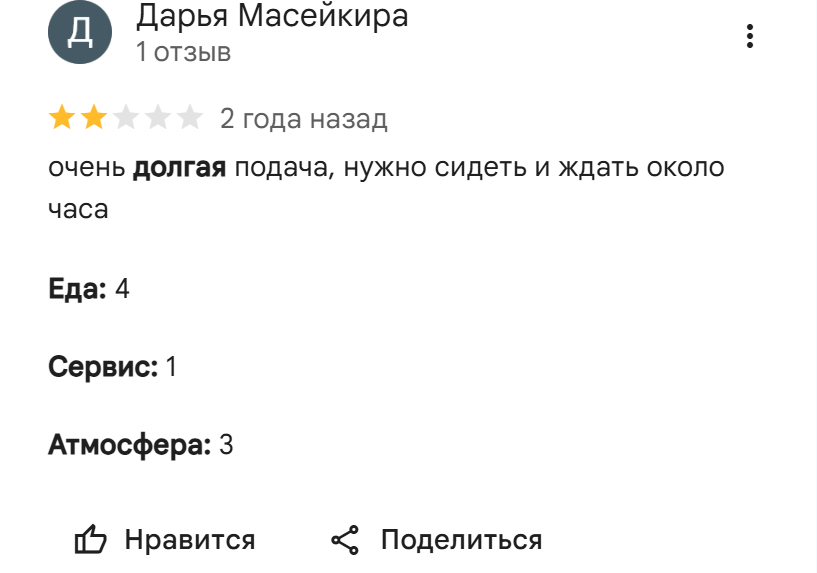 Д
Дарья Масейкира
1 отзыв
2 года назад
очень долгая подача, нужно сидеть и ждать около
часа
Еда: 4
Сервис: 1
Атмосфера: 3
Нравится
Поделиться